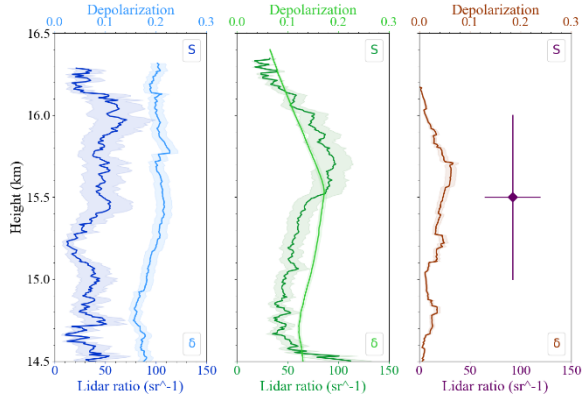 Depolarization Depolarization Depolarization
0.0 0.1 0.2 0.3 0.0 0.1 0.2 0.3 0.0 0.1 0.2 0.3
16.5
S S S
16.0
Height (km)
15.5
15.0
δ δ δ
14.5
0 50 100 150 0 50 100 150 0 50 100 150
Lidar ratio (sr^-1) Lidar ratio (sr^-1) Lidar ratio (sr^-1)